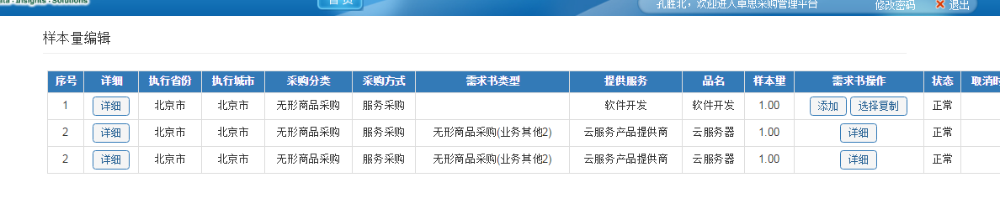 Data · Insights · Solutions
首页
孔胜北，欢迎进入卓思采购管理平台
修改密码 退出
样本量编辑
序号 详细 执行省份 执行城市 采购分类 采购方式 需求书类型 提供服务 品名 样本量 需求书操作 状态 取消时
1 详细 北京市 北京市 无形商品采购 服务采购 软件开发 软件开发 1.00 添加 选择复制 正常
2 详细 北京市 北京市 无形商品采购 服务采购 无形商品采购(业务其他2) 云服务产品提供商 云服务器 1.00 详细 正常
2 详细 北京市 北京市 无形商品采购 服务采购 无形商品采购(业务其他2) 云服务产品提供商 云服务器 1.00 详细 正常